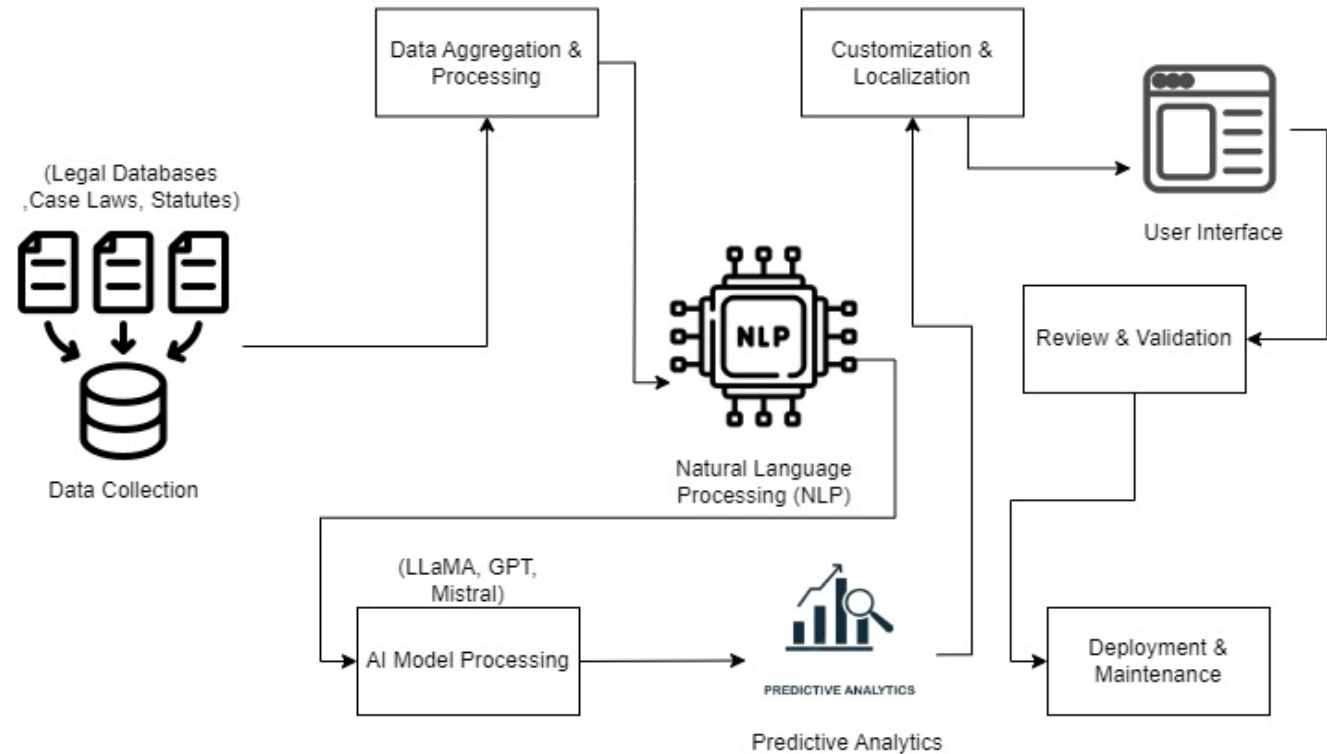 (Legal Databases
,Case Laws, Statutes)
Data Collection
Data Aggregation &
Processing
NLP
Natural Language
Processing (NLP)
(LLaMA, GPT,
Mistral)
AI Model Processing
PREDICTIVE ANALYTICS
Predictive Analytics
Customization &
Localization
User Interface
Review & Validation
Deployment &
Maintenance